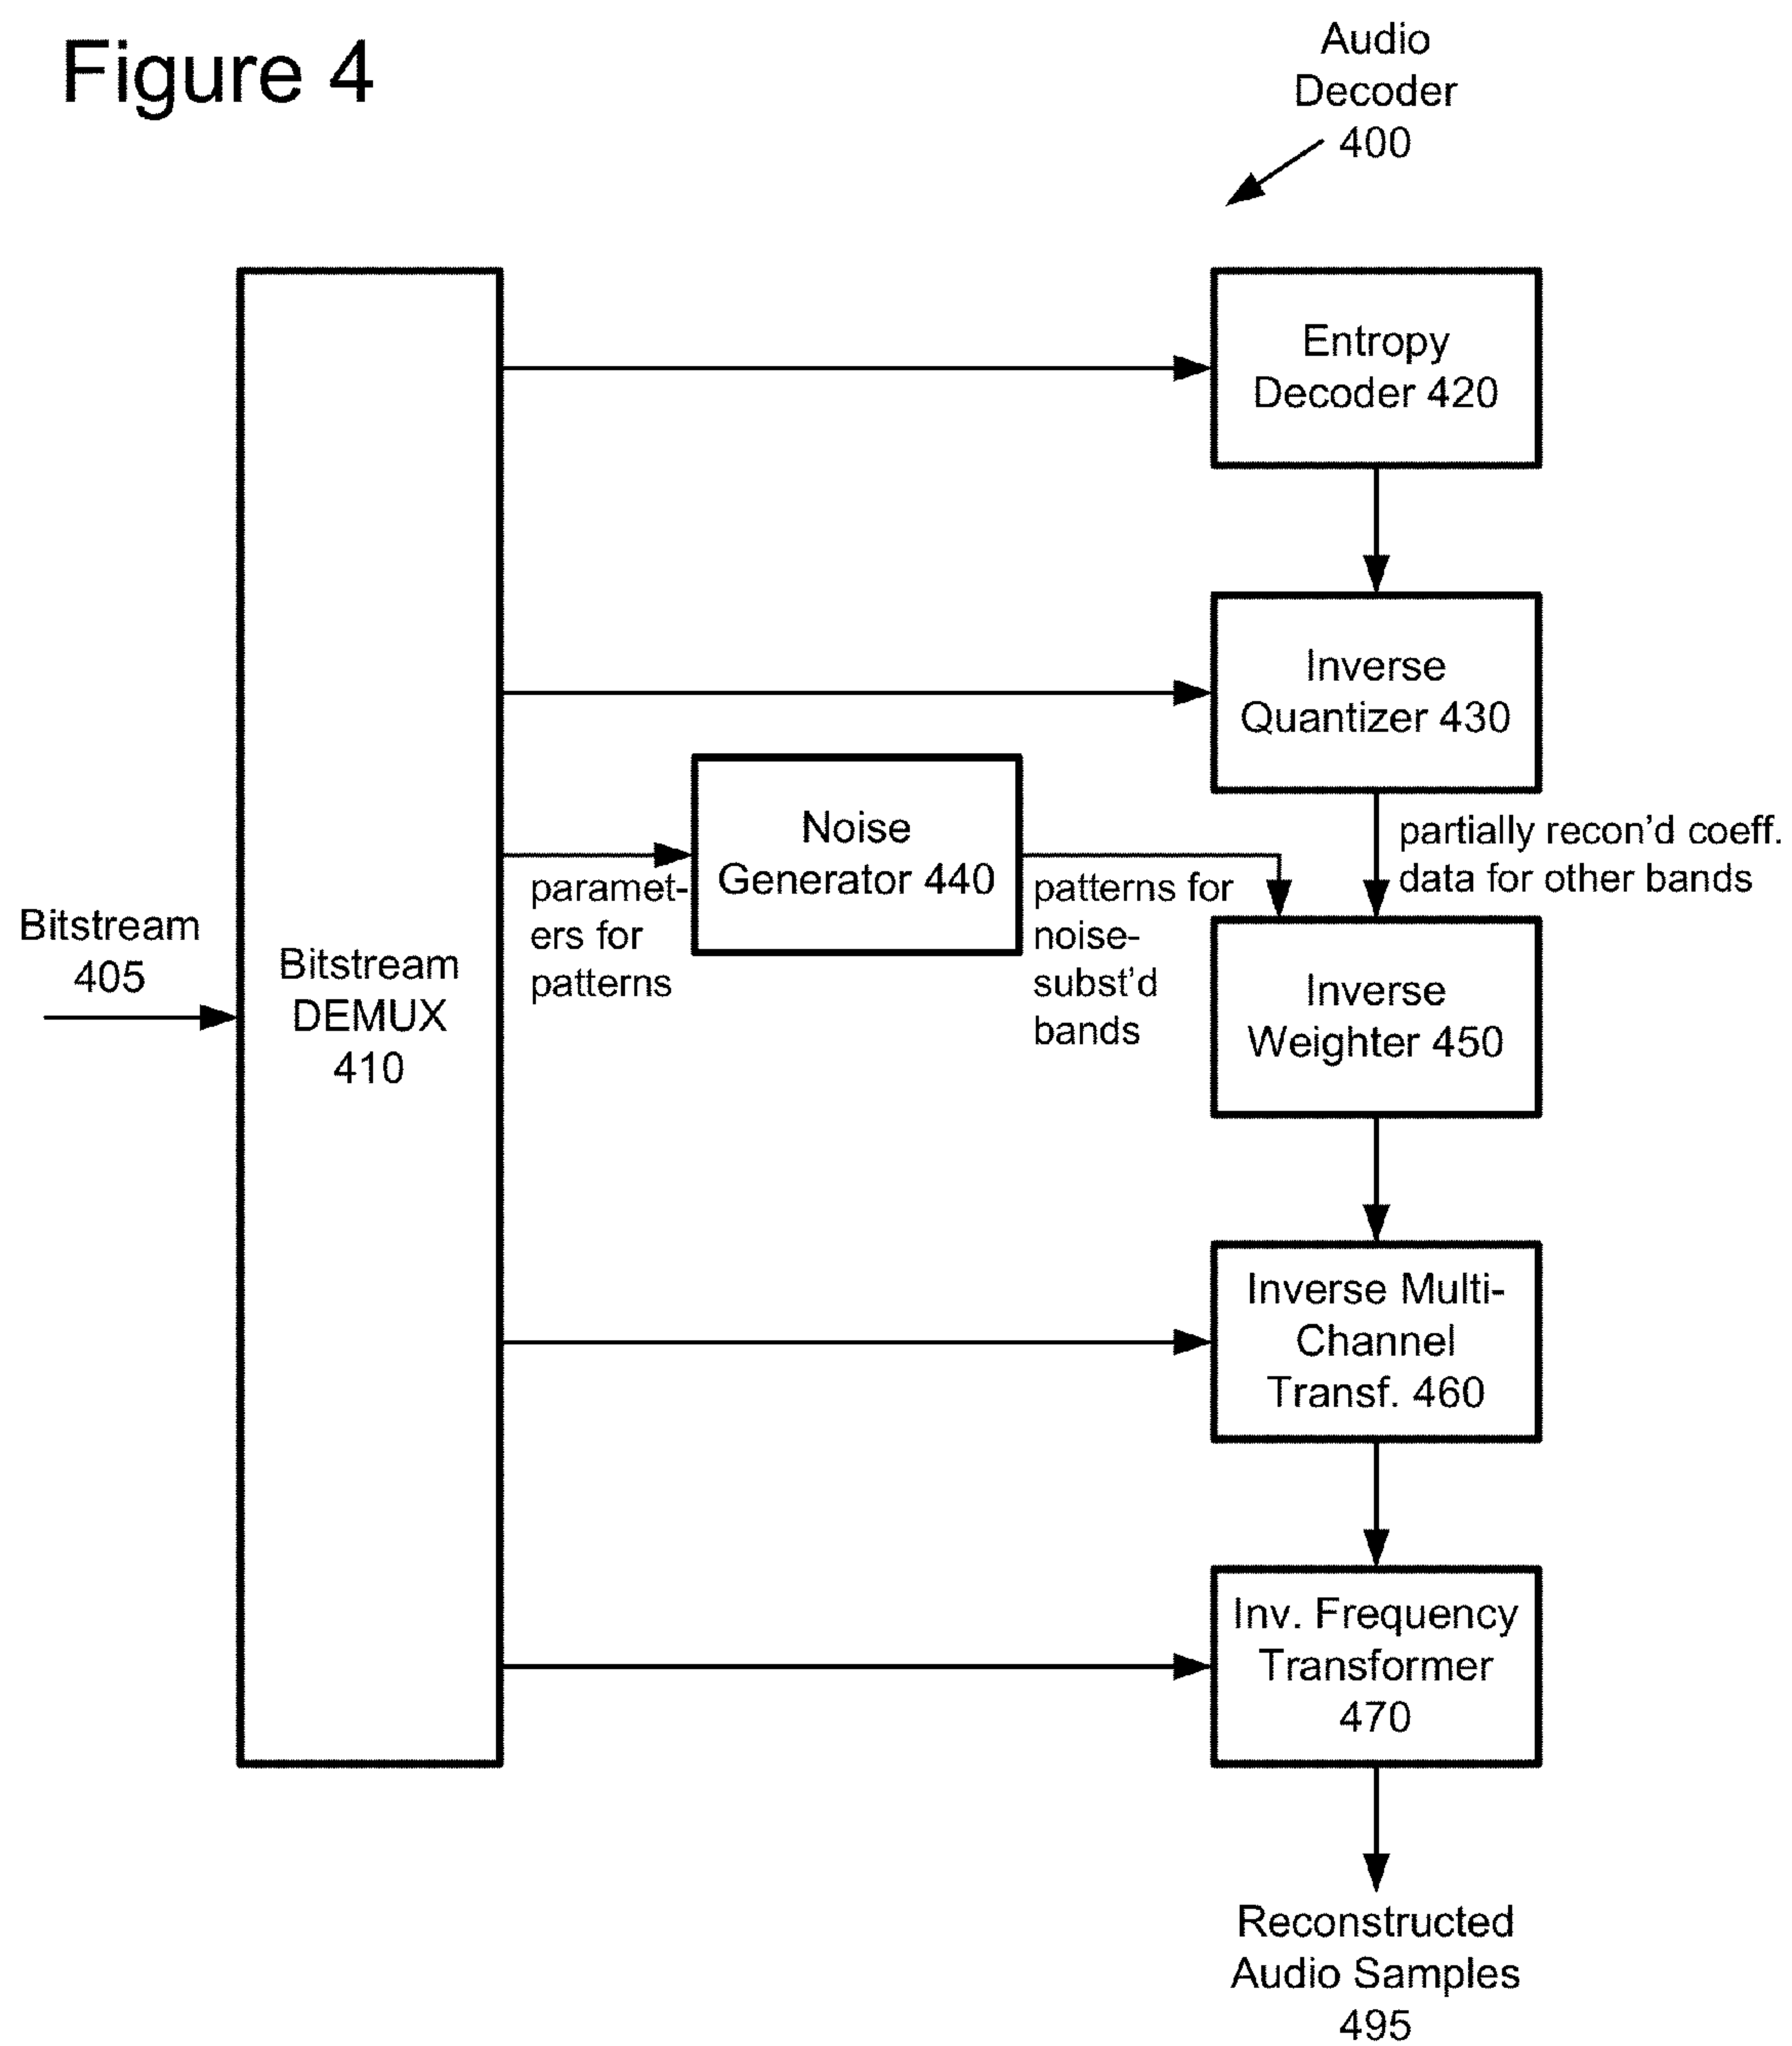 Figure 4
Audio
Decoder
400
Entropy
Decoder 420
Inverse
Quantizer 430
Noise
Generator 440
partially recon'd coeff.
data for other bands
paramet-
ers for
patterns
patterns for
noise-
subst'd
bands
Bitstream
405
Bitstream
DEMUX
410
Inverse
Weighter 450
Inverse Multi-
Channel
Transf. 460
Inv. Frequency
Transformer
470
Reconstructed
Audio Samples
495